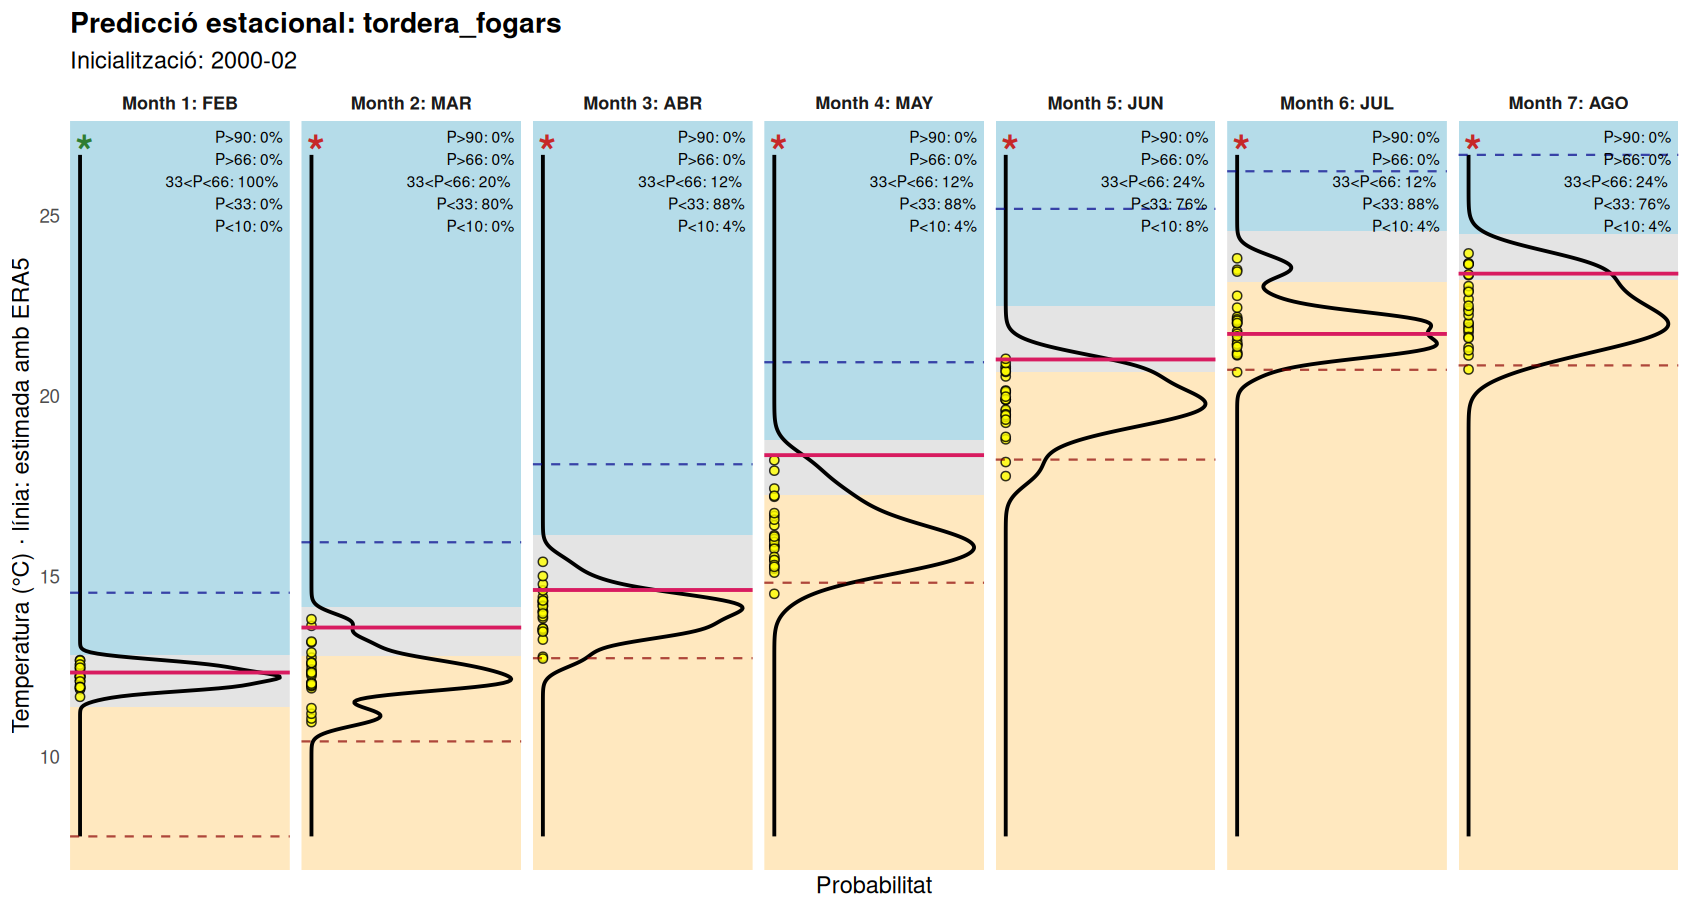 Predicció estacional: tordera_fogars
Inicialització: 2000-02
Month 1: FEB
Month 2: MAR
Month 3: ABR
Month 4: MAY
Month 5: JUN
Month 6: JUL
Month 7: AGO
*
P>90: 0%
P>66: 0%
33<P<66: 100%
P<33: 0%
P<10: 0%
*
P>90: 0%
P>66: 0%
33<P<66: 20%
P<33: 80%
P<10: 0%
*
P>90: 0%
P>66: 0%
33<P<66: 12%
P<33: 88%
P<10: 4%
*
P>90: 0%
P>66: 0%
33<P<66: 12%
P<33: 88%
P<10: 4%
*
P>90: 0%
P>66: 0%
33<P<66: 24%
P<33: 76%
P<10: 8%
*
P>90: 0%
P>66: 0%
33<P<66: 12%
P<33: 88%
P<10: 4%
*
P>90: 0%
P>66: 0%
33<P<66: 24%
P<33: 76%
P<10: 4%
25
20
15
10
Temperatura (°C) · línia: estimada amb ERA5
Probabilitat